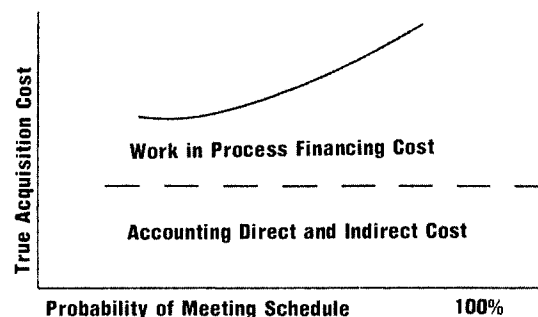 True Acquisition Cost
Work in Process Financing Cost
Accounting Direct and Indirect Cost
Probability of Meeting Schedule 100%